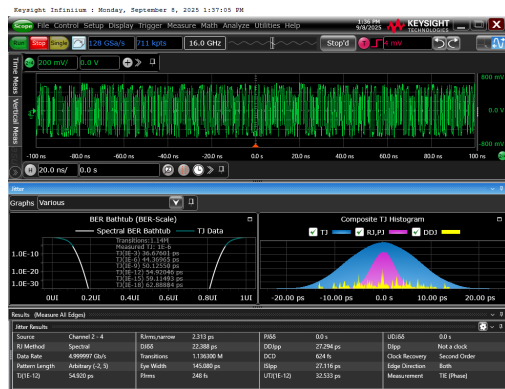 Keysight Infiniium : Monday, September 8, 2025 1:37:05 PM
Scope File Control Setup Display Trigger Measure Math Analyze Utilities Help
1:36 PM
9/8/2025
KEYSIGHT
TECHNOLOGIES
Run Stop Single 128 GSa/s 711 kpts 16.0 GHz Stop'd T 4 mV
200 mV/ 0.0 V
Time Meas
Vertical Meas
800 mV
0.0 V
-800 mV
-100 ns -80.0 ns -60.0 ns -40.0 ns -20.0 ns 0.0 s 20.0 ns 40.0 ns 60.0 ns 80.0 ns 100 ns
H 20.0 ns/ 0.0 s
Jitter
Graphs Various
BER Bathtub (BER-Scale)
Spectral BER Bathtub TJ Data
Transitions:1.14M
Measured TJ: 1E-6
TJ(1E-3) 36.67601 ps
TJ(1E-6) 44.36965 ps
TJ(1E-9) 50.12550 ps
TJ(1E-12) 54.92046 ps
TJ(1E-15) 59.11493 ps
TJ(1E-18) 62.88884 ps
1.0E-10
1.0E-20
1.0E-30
0UI 0.2UI 0.4UI 0.6UI 0.8UI 1UI
Composite TJ Histogram
TJ RJ,PJ DDJ
-20.00 ps -10.00 ps 0.0 s 10.00 ps 20.00 ps
Results (Measure All Edges)
Jitter Results
Source Channel 2 - 4 RJrms,narrow 2.313 ps PJδδ 0.0 s UDJδδ 0.0 s
RJ Method Spectral DJδδ 22.388 ps DDJpp 27.294 ps DJpp Not a clock
Data Rate 4.999997 Gb/s Transitions 1.136300 M DCD 624 fs Clock Recovery Second Order
Pattern Length Arbitrary (-2, 5) Eye Width 145.080 ps ISIpp 27.116 ps Edge Direction Both
TJ(1E-12) 54.920 ps PJrms 248 fs UTJ(1E-12) 32.533 ps Measurement TIE (Phase)